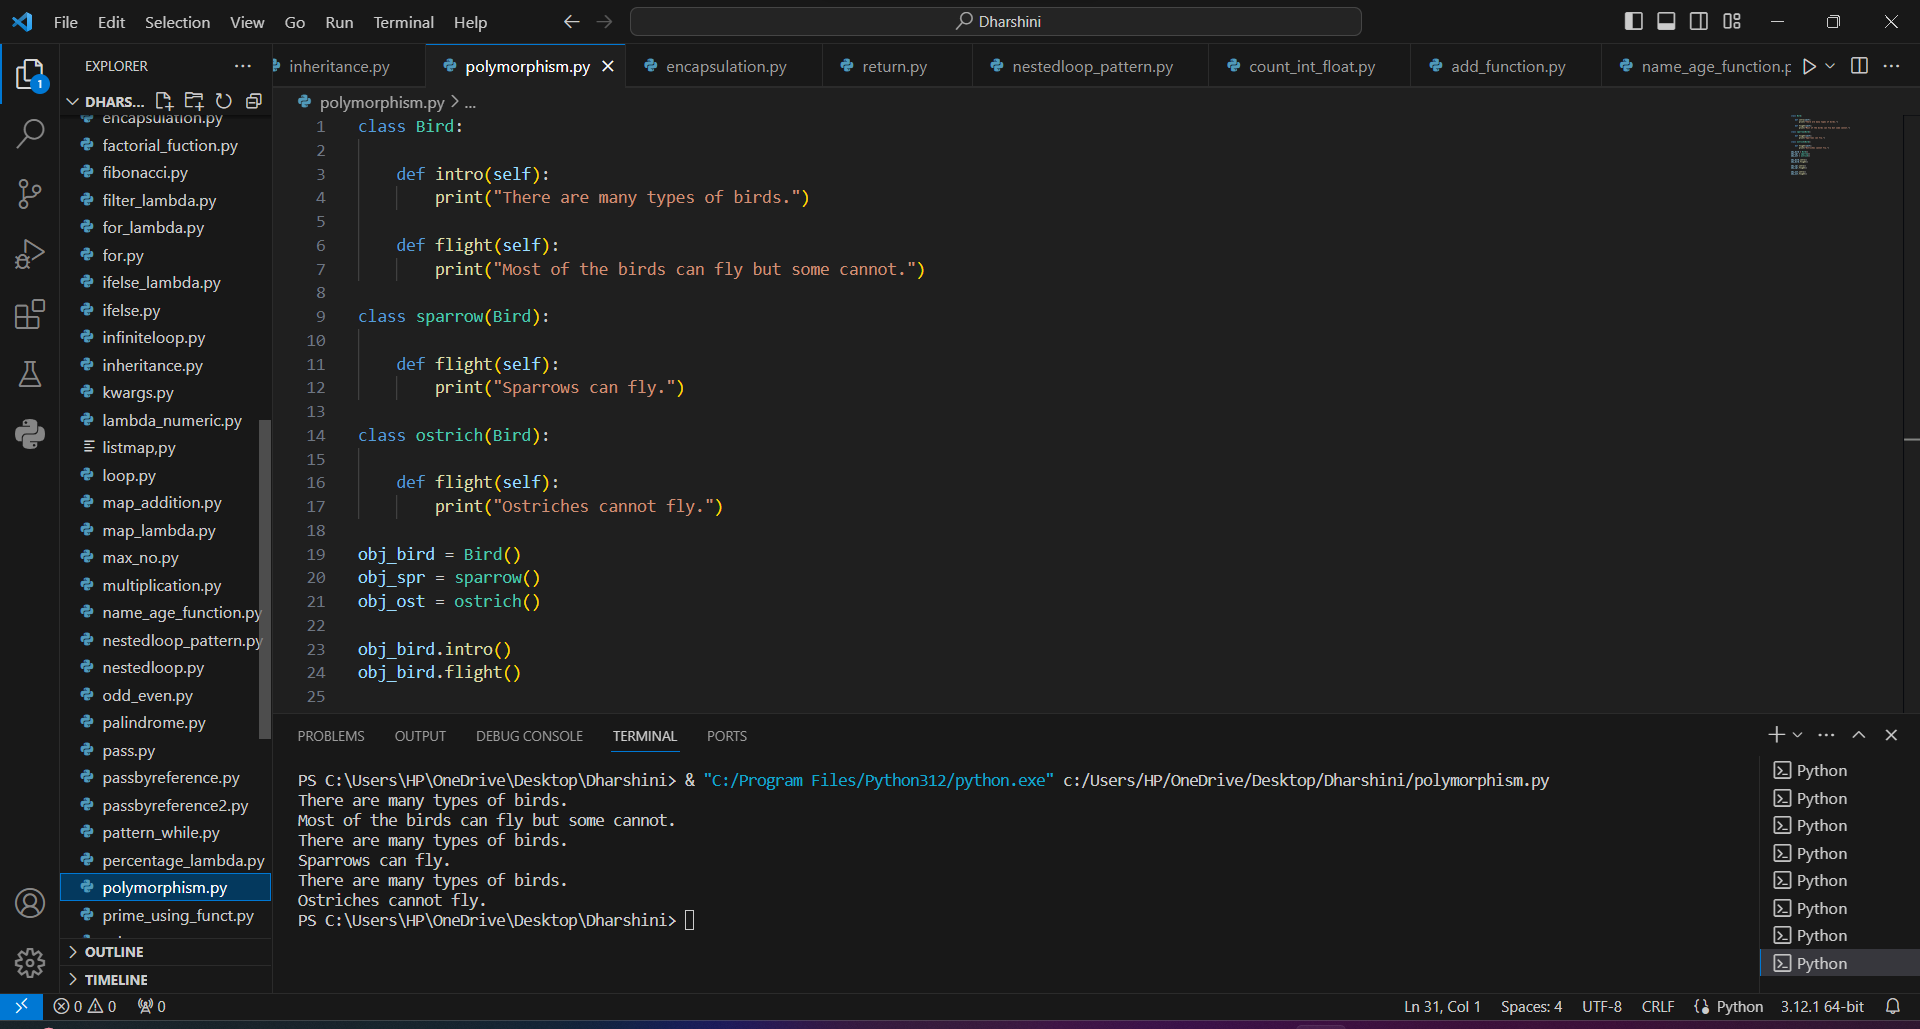 File Edit Selection View Go Run Terminal Help Dharshini
EXPLORER
DHARS...
encapsulation.py
factorial_fuction.py
fibonacci.py
filter_lambda.py
for_lambda.py
for.py
ifelse_lambda.py
ifelse.py
infiniteloop.py
inheritance.py
kwargs.py
lambda_numeric.py
listmap,py
loop.py
map_addition.py
map_lambda.py
max_no.py
multiplication.py
name_age_function.py
nestedloop_pattern.py
nestedloop.py
odd_even.py
palindrome.py
pass.py
passbyreference.py
passbyreference2.py
pattern_while.py
percentage_lambda.py
polymorphism.py
prime_using_funct.py
OUTLINE
TIMELINE
1
inheritance.py polymorphism.py encapsulation.py return.py nestedloop_pattern.py count_int_float.py add_function.py name_age_function.p
polymorphism.py > ...
1 class Bird:
2
3 def intro(self):
4 print("There are many types of birds.")
5
6 def flight(self):
7 print("Most of the birds can fly but some cannot.")
8
9 class sparrow(Bird):
10
11 def flight(self):
12 print("Sparrows can fly.")
13
14 class ostrich(Bird):
15
16 def flight(self):
17 print("Ostriches cannot fly.")
18
19 obj_bird = Bird()
20 obj_spr = sparrow()
21 obj_ost = ostrich()
22
23 obj_bird.intro()
24 obj_bird.flight()
25
PROBLEMS OUTPUT DEBUG CONSOLE TERMINAL PORTS
PS C:\Users\HP\OneDrive\Desktop\Dharshini> & "C:/Program Files/Python312/python.exe" c:/Users/HP/OneDrive/Desktop/Dharshini/polymorphism.py
There are many types of birds.
Most of the birds can fly but some cannot.
There are many types of birds.
Sparrows can fly.
There are many types of birds.
Ostriches cannot fly.
PS C:\Users\HP\OneDrive\Desktop\Dharshini>
Python
Python
Python
Python
Python
Python
Python
Python
0 0 0 Ln 31, Col 1 Spaces: 4 UTF-8 CRLF Python 3.12.1 64-bit